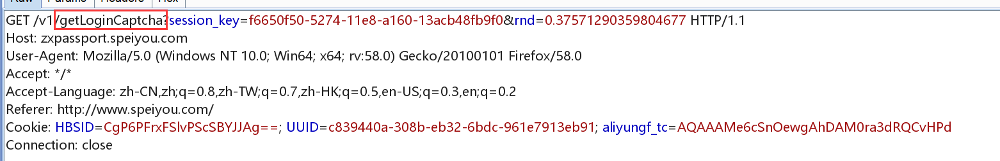 Raw Params Headers Hex
GET /v1/getLoginCaptcha?session_key=f6650f50-5274-11e8-a160-13acb48fb9f0&rnd=0.37571290359804677 HTTP/1.1
Host: zxpassport.speiyou.com
User-Agent: Mozilla/5.0 (Windows NT 10.0; Win64; x64; rv:58.0) Gecko/20100101 Firefox/58.0
Accept: */*
Accept-Language: zh-CN,zh;q=0.8,zh-TW;q=0.7,zh-HK;q=0.5,en-US;q=0.3,en;q=0.2
Referer: http://www.speiyou.com/
Cookie: HBSID=CgP6PFrxFSlvPScSBYJJAg==; UUID=c839440a-308b-eb32-6bdc-961e7913eb91; aliyungf_tc=AQAAAMe6cSnOewgAhDAM0ra3dRQCvHPd
Connection: close